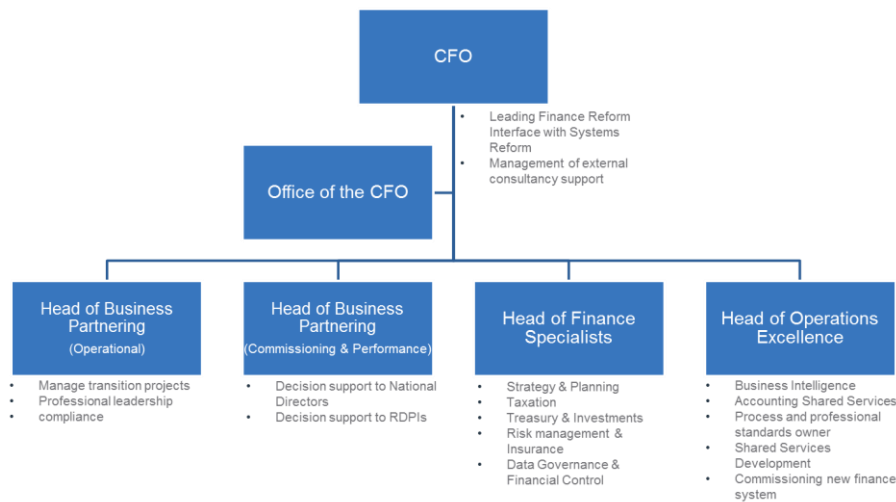 CFO
• Leading Finance Reform
Interface with Systems
Reform
• Management of external
consultancy support
Office of the CFO
Head of Business
Partnering
(Operational)
• Manage transition projects
• Professional leadership
• compliance
Head of Business
Partnering
(Commissioning & Performance)
• Decision support to National
Directors
• Decision support to RDPIs
Head of Finance
Specialists
• Strategy & Planning
• Taxation
• Treasury & Investments
• Risk management &
Insurance
• Data Governance &
Financial Control
Head of Operations
Excellence
• Business Intelligence
• Accounting Shared Services
• Process and professional
standards owner
• Shared Services
Development
• Commissioning new finance
system